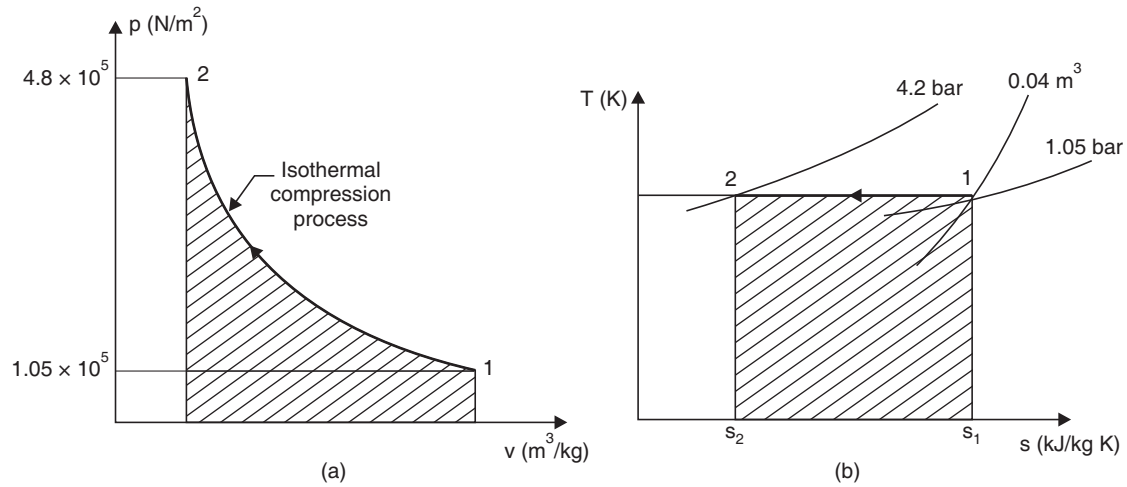 p (N/m²)
4.8 × 10⁵
2
Isothermal
compression
process
1.05 × 10⁵
1
v (m³/kg)
(a)
T (K)
4.2 bar
0.04 m³
1.05 bar
2
1
s₂
s₁
s (kJ/kg K)
(b)